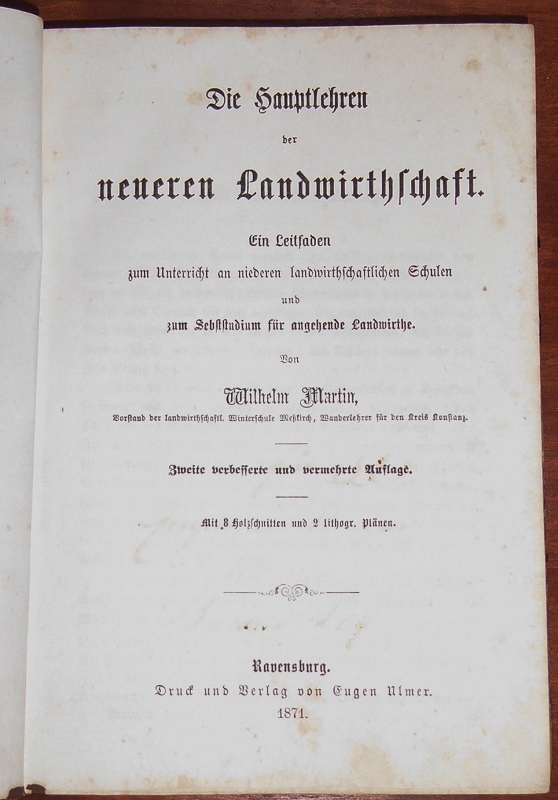 Die Hauptlehren
der
neueren Landwirthschaft.
Ein Leitfaden
zum Unterricht an niederen landwirthschaftlichen Schulen
und
zum Sebststudium für angehende Landwirthe.
Von
Wilhelm Martin,
Vorstand der landwirthschaftl. Winterschule Meßkirch, Wanderlehrer für den Kreis Konstanz.
Zweite verbesserte und vermehrte Auflage.
Mit 8 Holzschnitten und 2 lithogr. Plänen.
Ravensburg.
Druck und Verlag von Eugen Ulmer.
1871.